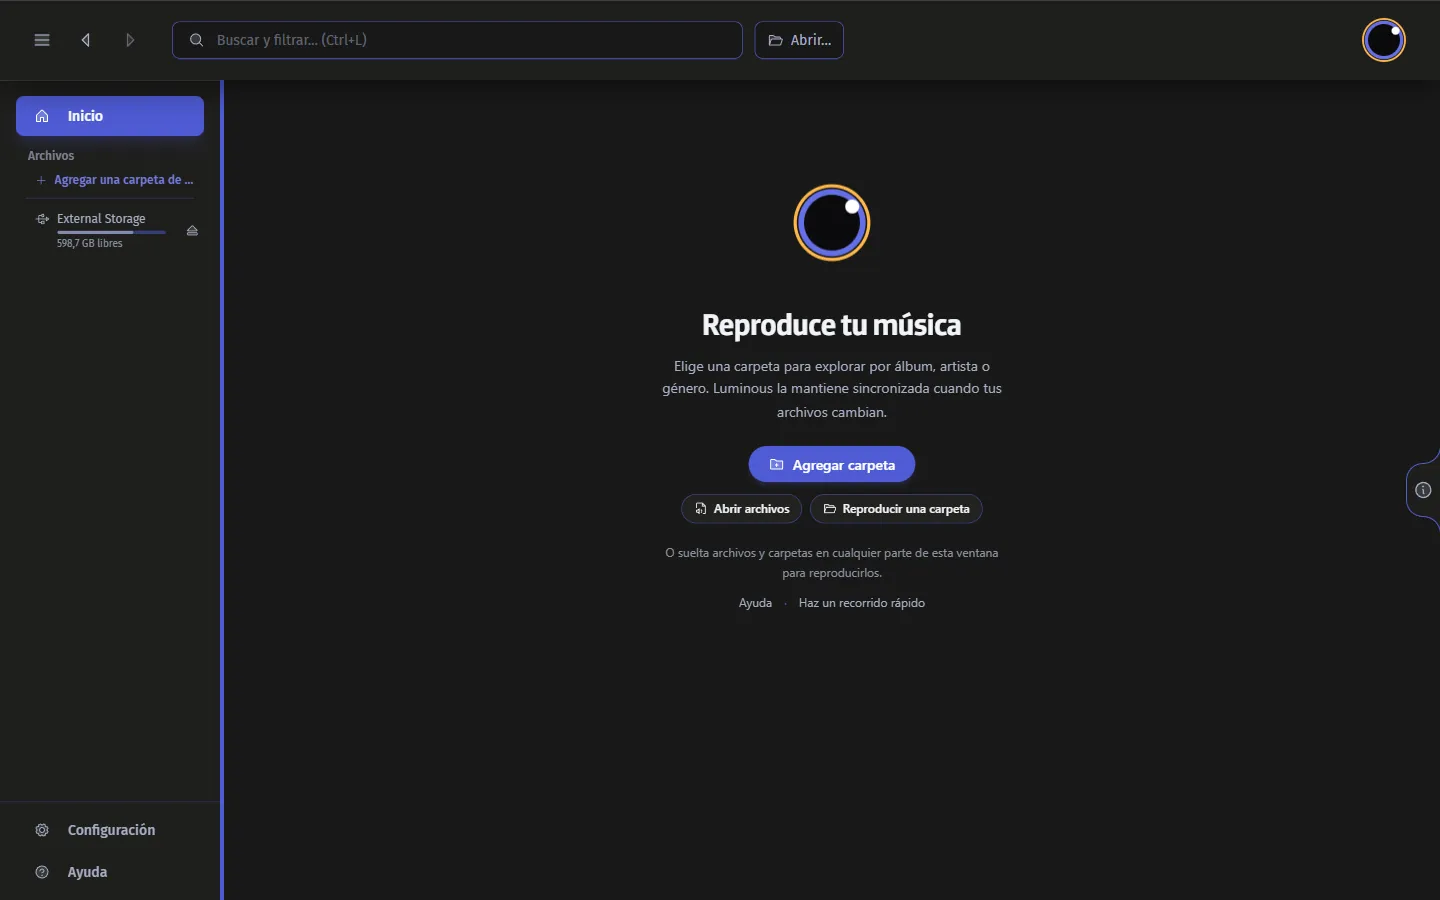 Buscar y filtrar... (Ctrl+L)
Abrir...
Inicio
Archivos
Agregar una carpeta de ...
External Storage
598,7 GB libres
Reproduce tu música
Elige una carpeta para explorar por álbum, artista o
género. Luminous la mantiene sincronizada cuando tus
archivos cambian.
Agregar carpeta
Abrir archivos
Reproducir una carpeta
O suelta archivos y carpetas en cualquier parte de esta ventana
para reproducirlos.
Ayuda · Haz un recorrido rápido
Configuración
Ayuda